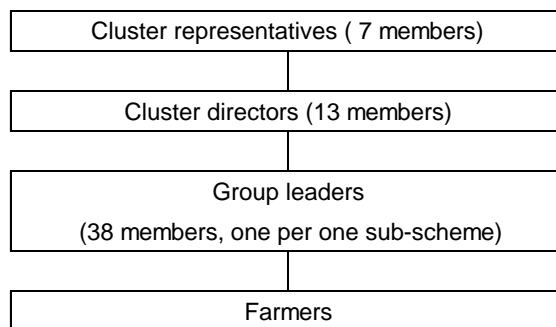 Cluster representatives ( 7 members)
Cluster directors (13 members)
Group leaders
(38 members, one per one sub-scheme)
Farmers